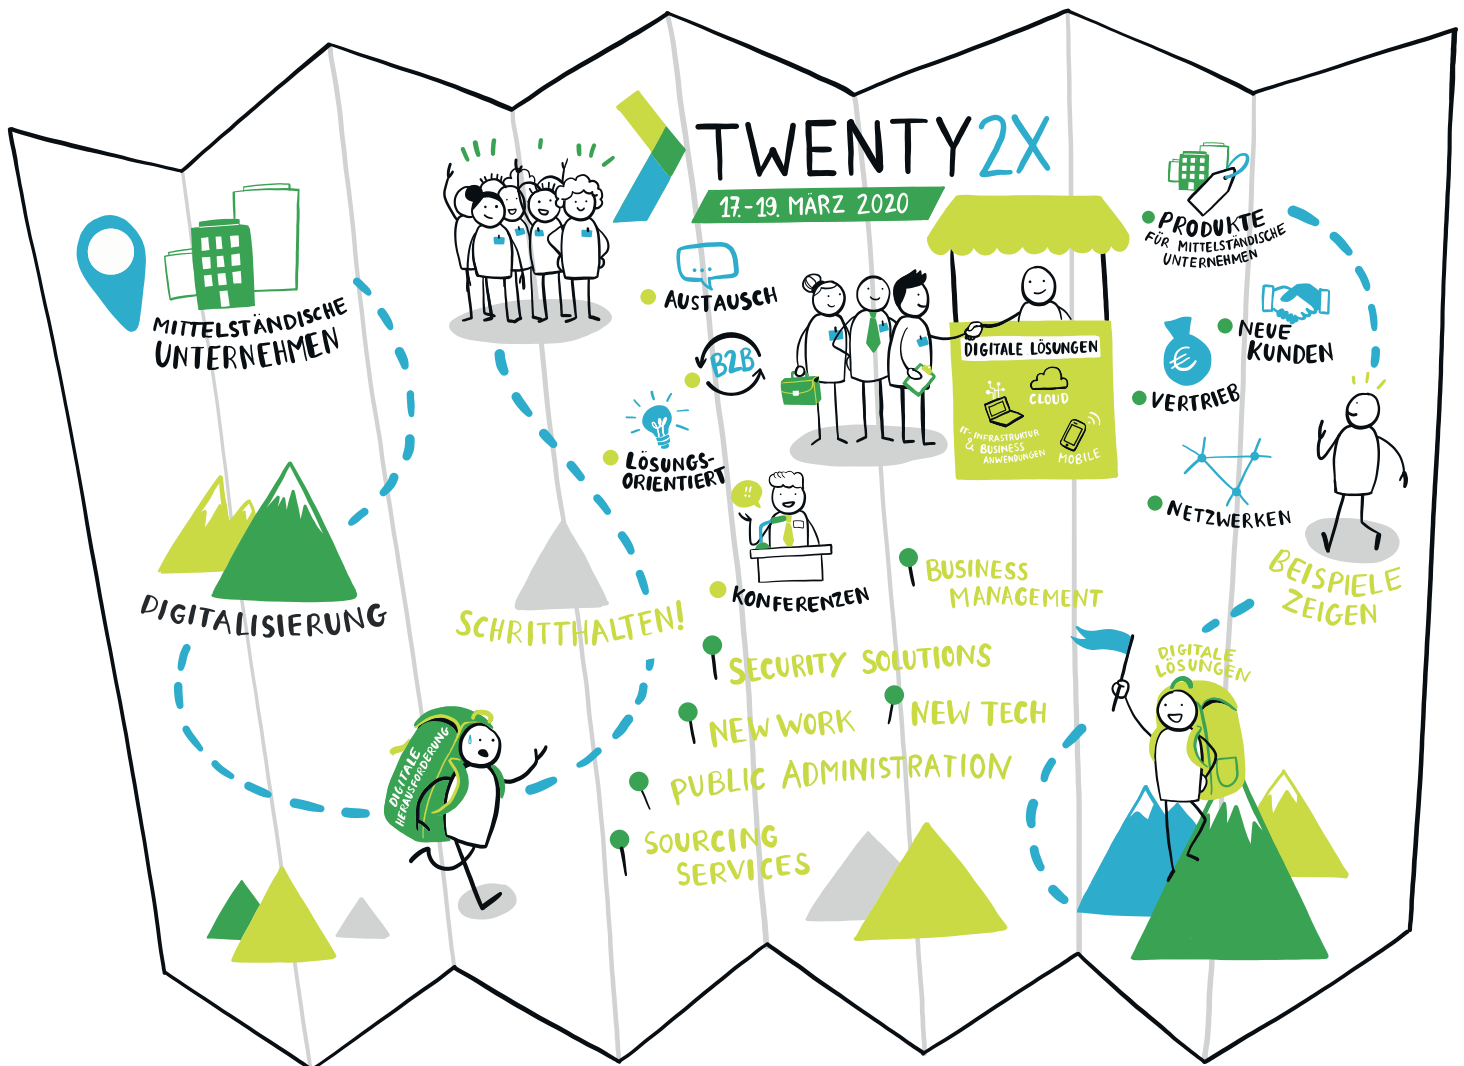 TWENTY2X
17.-19. MÄRZ 2020
MITTELSTÄNDISCHE
UNTERNEHMEN
DIGITALISIERUNG
DIGITALE
HERAUSFORDERUNG
SCHRITTHALTEN!
AUSTAUSCH
B2B
LÖSUNGS-
ORIENTIERT
!!
KONFERENZEN
DIGITALE LÖSUNGEN
CLOUD
IT-INFRASTRUKTUR
& BUSINESS
ANWENDUNGEN
MOBILE
BUSINESS
MANAGEMENT
SECURITY SOLUTIONS
NEW WORK
NEW TECH
PUBLIC ADMINISTRATION
SOURCING
SERVICES
PRODUKTE
FÜR MITTELSTÄNDISCHE
UNTERNEHMEN
NEUE
KUNDEN
€
VERTRIEB
NETZWERKEN
BEISPIELE
ZEIGEN
DIGITALE
LÖSUNGEN